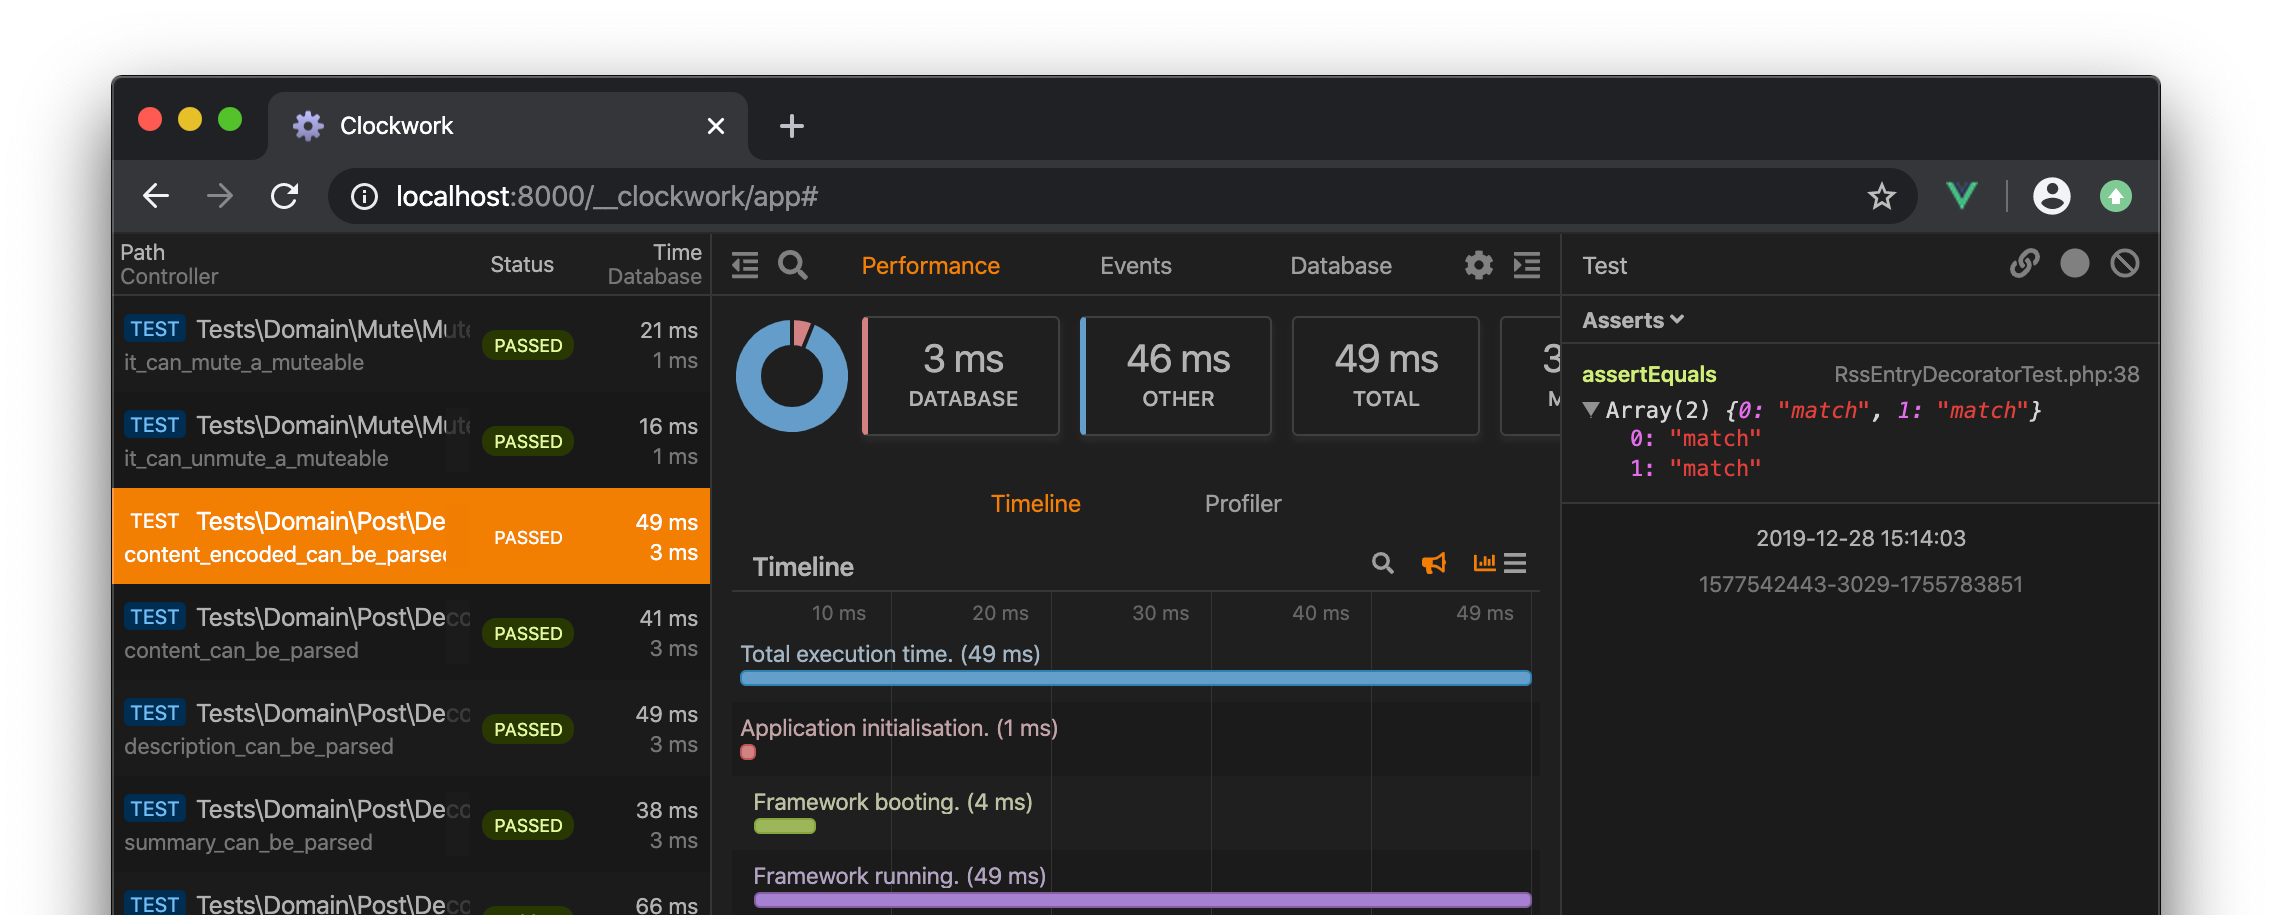 Clockwork
localhost:8000/__clockwork/app#
Path
Controller
Status
Time
Database
TEST Tests\Domain\Mute\Mute
it_can_mute_a_muteable
PASSED
21 ms
1 ms
TEST Tests\Domain\Mute\Mute
it_can_unmute_a_muteable
PASSED
16 ms
1 ms
TEST Tests\Domain\Post\De
content_encoded_can_be_parsed
PASSED
49 ms
3 ms
TEST Tests\Domain\Post\Deco
content_can_be_parsed
PASSED
41 ms
3 ms
TEST Tests\Domain\Post\Deco
description_can_be_parsed
PASSED
49 ms
3 ms
TEST Tests\Domain\Post\Deco
summary_can_be_parsed
PASSED
38 ms
3 ms
TEST Tests\Domain\Post\Deco
66 ms
Performance Events Database
3 ms
DATABASE
46 ms
OTHER
49 ms
TOTAL
3
M
Timeline Profiler
Timeline
10 ms 20 ms 30 ms 40 ms 49 ms
Total execution time. (49 ms)
Application initialisation. (1 ms)
Framework booting. (4 ms)
Framework running. (49 ms)
Test
Asserts
assertEquals RssEntryDecoratorTest.php:38
Array(2) {0: "match", 1: "match"}
0: "match"
1: "match"
2019-12-28 15:14:03
1577542443-3029-1755783851